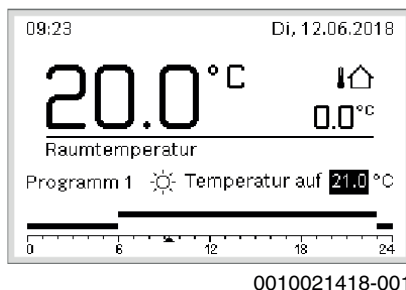 09:23 Di, 12.06.2018
20.0°C
0.0°C
Raumtemperatur
Programm 1 Temperatur auf 21.0 °C
0 6 12 18 24
0010021418-001